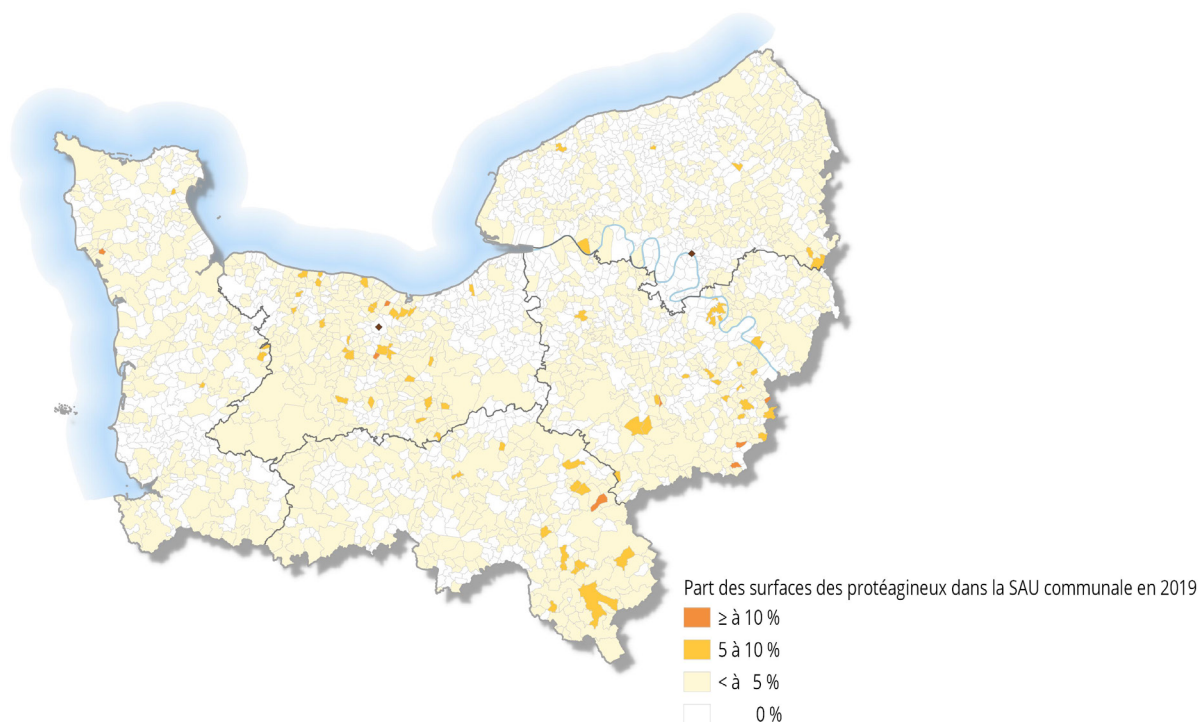 Part des surfaces des protéagineux dans la SAU communale en 2019
≥ à 10 %
5 à 10 %
< à 5 %
0 %